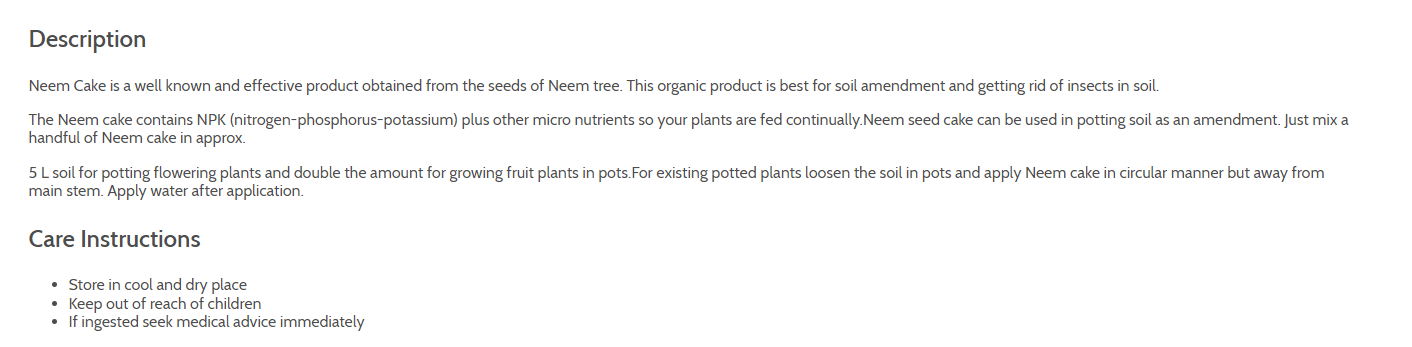 Description
Neem Cake is a well known and effective product obtained from the seeds of Neem tree. This organic product is best for soil amendment and getting rid of insects in soil.
The Neem cake contains NPK (nitrogen-phosphorus-potassium) plus other micro nutrients so your plants are fed continually.Neem seed cake can be used in potting soil as an amendment. Just mix a
handful of Neem cake in approx.
5 L soil for potting flowering plants and double the amount for growing fruit plants in pots.For existing potted plants loosen the soil in pots and apply Neem cake in circular manner but away from
main stem. Apply water after application.
Care Instructions
• Store in cool and dry place
• Keep out of reach of children
• If ingested seek medical advice immediately